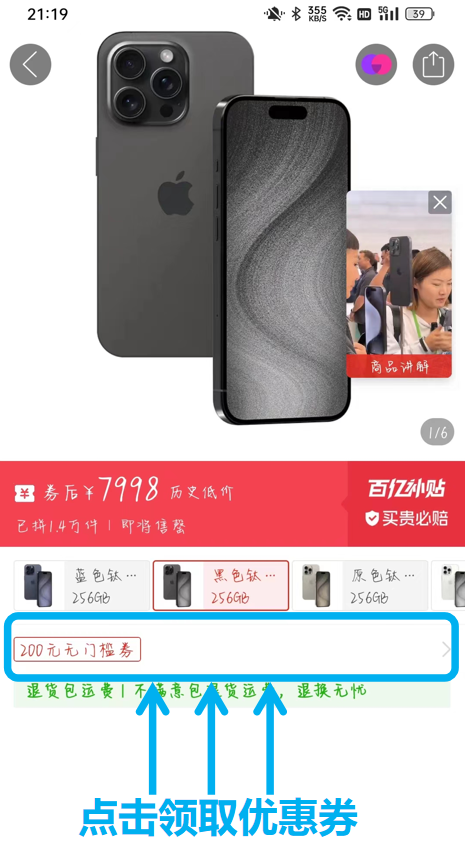 21:19
355
KB/S
HD
5G
39
商品讲解
1/6
券后¥7998 历史低价
百亿补贴
已拼1.4万件 | 即将售罄
买贵必赔
蓝色钛…
256GB
黑色钛…
256GB
原色钛…
256GB
200元无门槛券
退货包运费 | 不满意包退货运费,退换无忧
点击领取优惠券